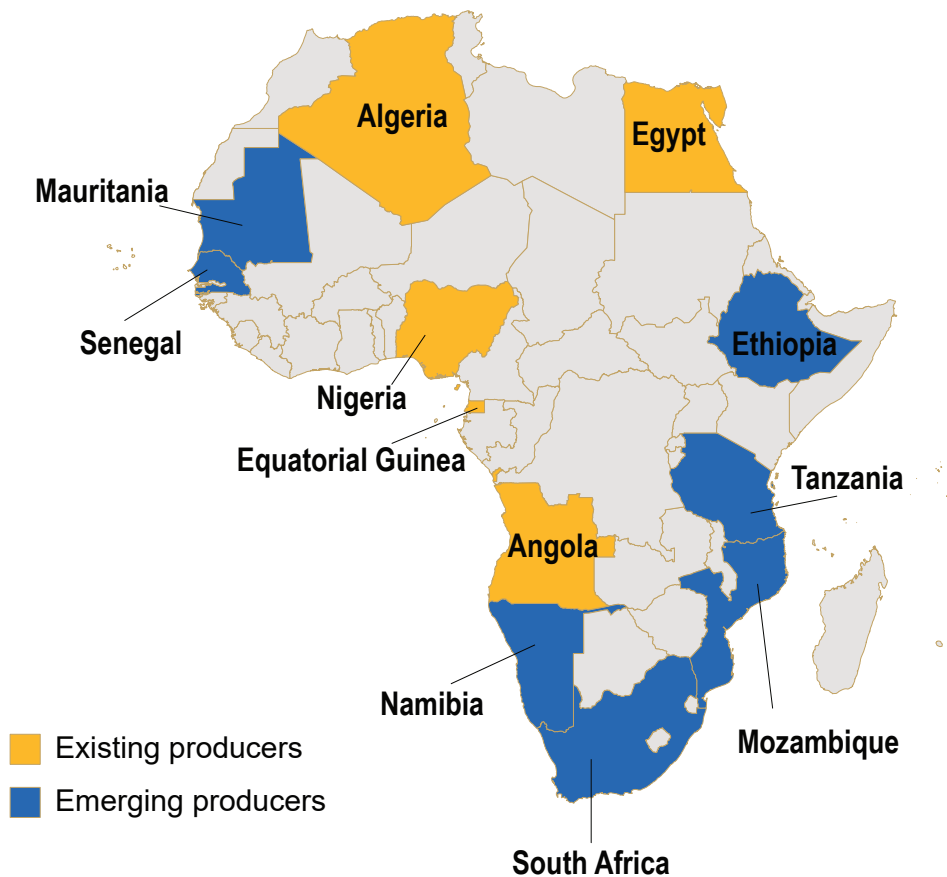 Algeria
Egypt
Mauritania
Senegal
Ethiopia
Nigeria
Equatorial Guinea
Tanzania
Angola
Namibia
Mozambique
Existing producers
Emerging producers
South Africa